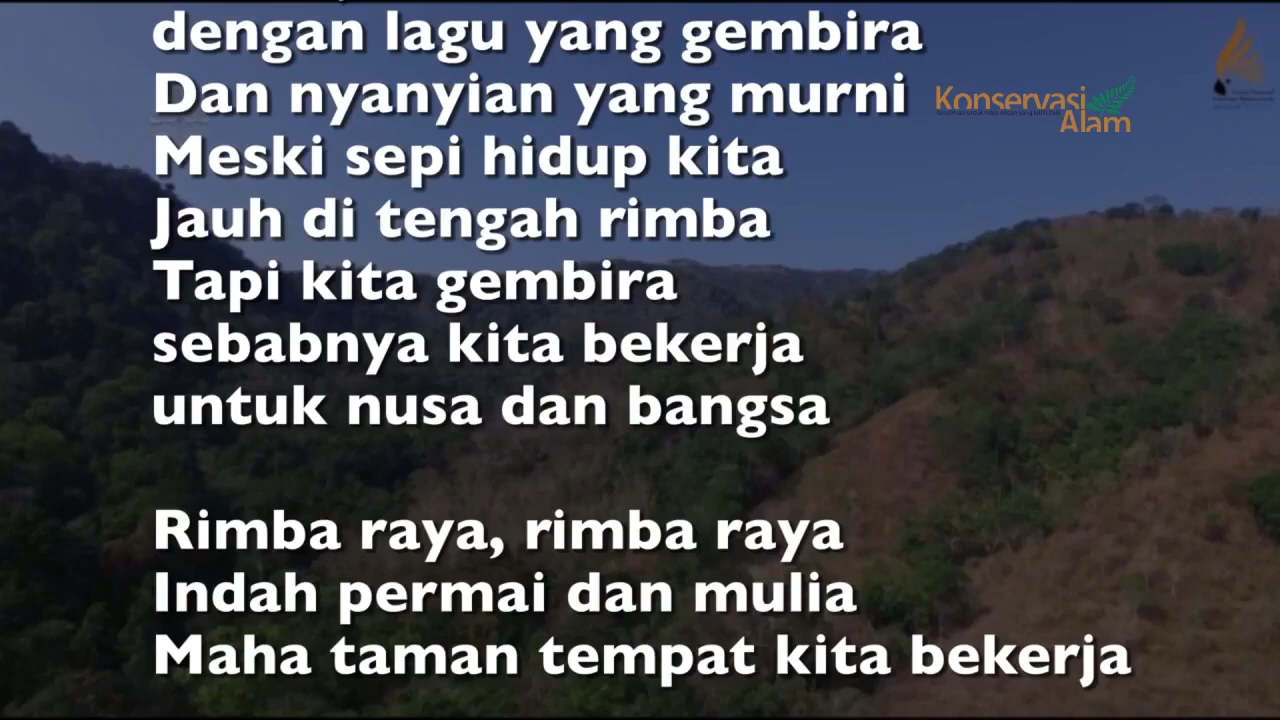 dengan lagu yang gembira
Dan nyanyian yang murni
Konservasi
Alam
Meski sepi hidup kita
Jauh di tengah rimba
Tapi kita gembira
sebabnya kita bekerja
untuk nusa dan bangsa
Rimba raya, rimba raya
Indah permai dan mulia
Maha taman tempat kita bekerja